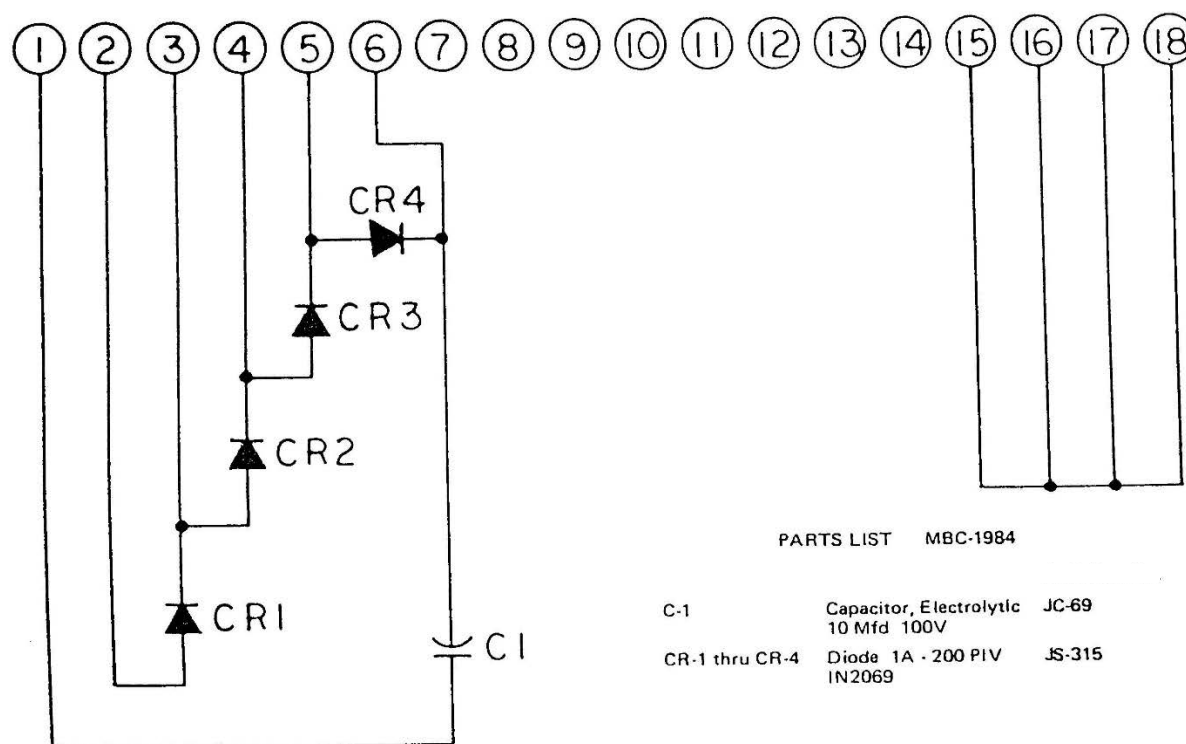 1 2 3 4 5 6 7 8 9 10 11 12 13 14 15 16 17 18
CR4
CR3
CR2
CR1
C1
PARTS LIST MBC-1984
C-1 Capacitor, Electrolytic JC-69
10 Mfd 100V
CR-1 thru CR-4 Diode 1A - 200 PIV JS-315
IN2069